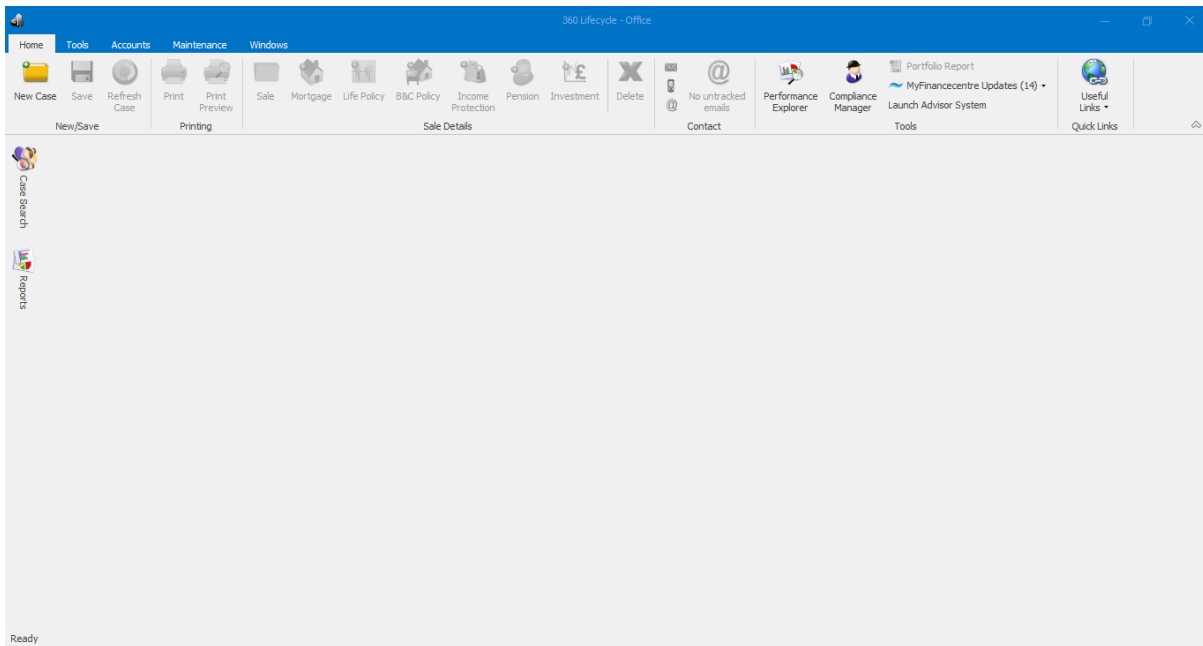 360 Lifecycle - Office
Home Tools Accounts Maintenance Windows
New Case
Save
Refresh
Case
New/Save
Print
Print
Preview
Printing
Sale
Mortgage
Life Policy
B&C Policy
Income
Protection
Pension
Investment
Delete
Sale Details
No untracked
emails
Contact
Performance
Explorer
Compliance
Manager
Portfolio Report
MyFinancecentre Updates (14)
Launch Advisor System
Tools
Useful
Links
Quick Links
Case Search
Reports
Ready